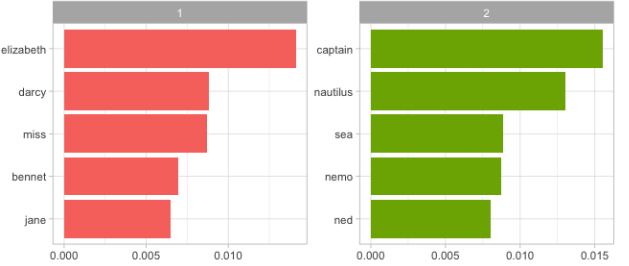 1
elizabeth
darcy
miss
bennet
jane
0.000 0.005 0.010
2
captain
nautilus
sea
nemo
ned
0.000 0.005 0.010 0.015